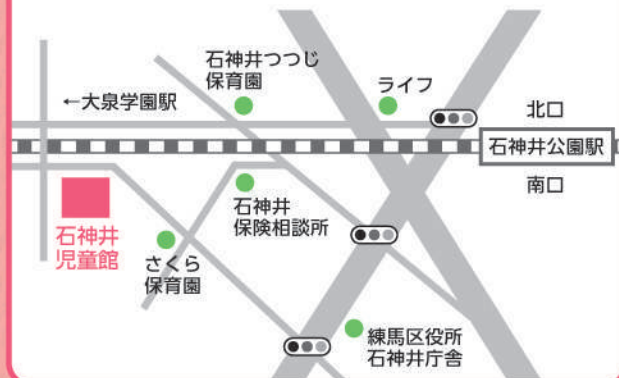 石神井つつじ
保育園
ライフ
←大泉学園駅
北口
石神井公園駅
南口
石神井
保険相談所
石神井
児童館
さくら
保育園
練馬区役所
石神井庁舎